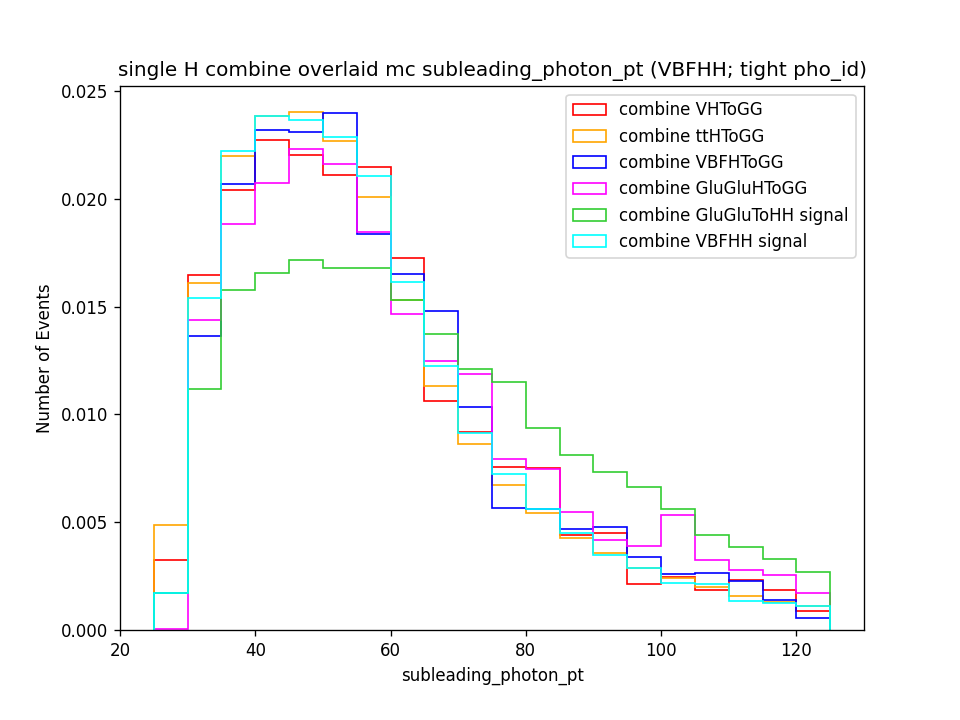 single H combine overlaid mc subleading_photon_pt (VBFHH; tight pho_id)
0.025
0.020
0.015
0.010
0.005
0.000
Number of Events
combine VHToGG
combine ttHToGG
combine VBFHToGG
combine GluGluHToGG
combine GluGluToHH signal
combine VBFHH signal
20
40
60
80
100
120
subleading_photon_pt